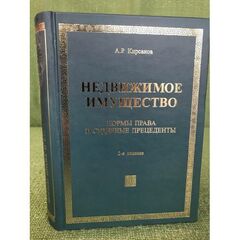 А.Р. Кирсанов
НЕДВИЖИМОЕ
ИМУЩЕСТВО
НОРМЫ ПРАВА
И СУДЕБНЫЕ ПРЕЦЕДЕНТЫ
2-е издание